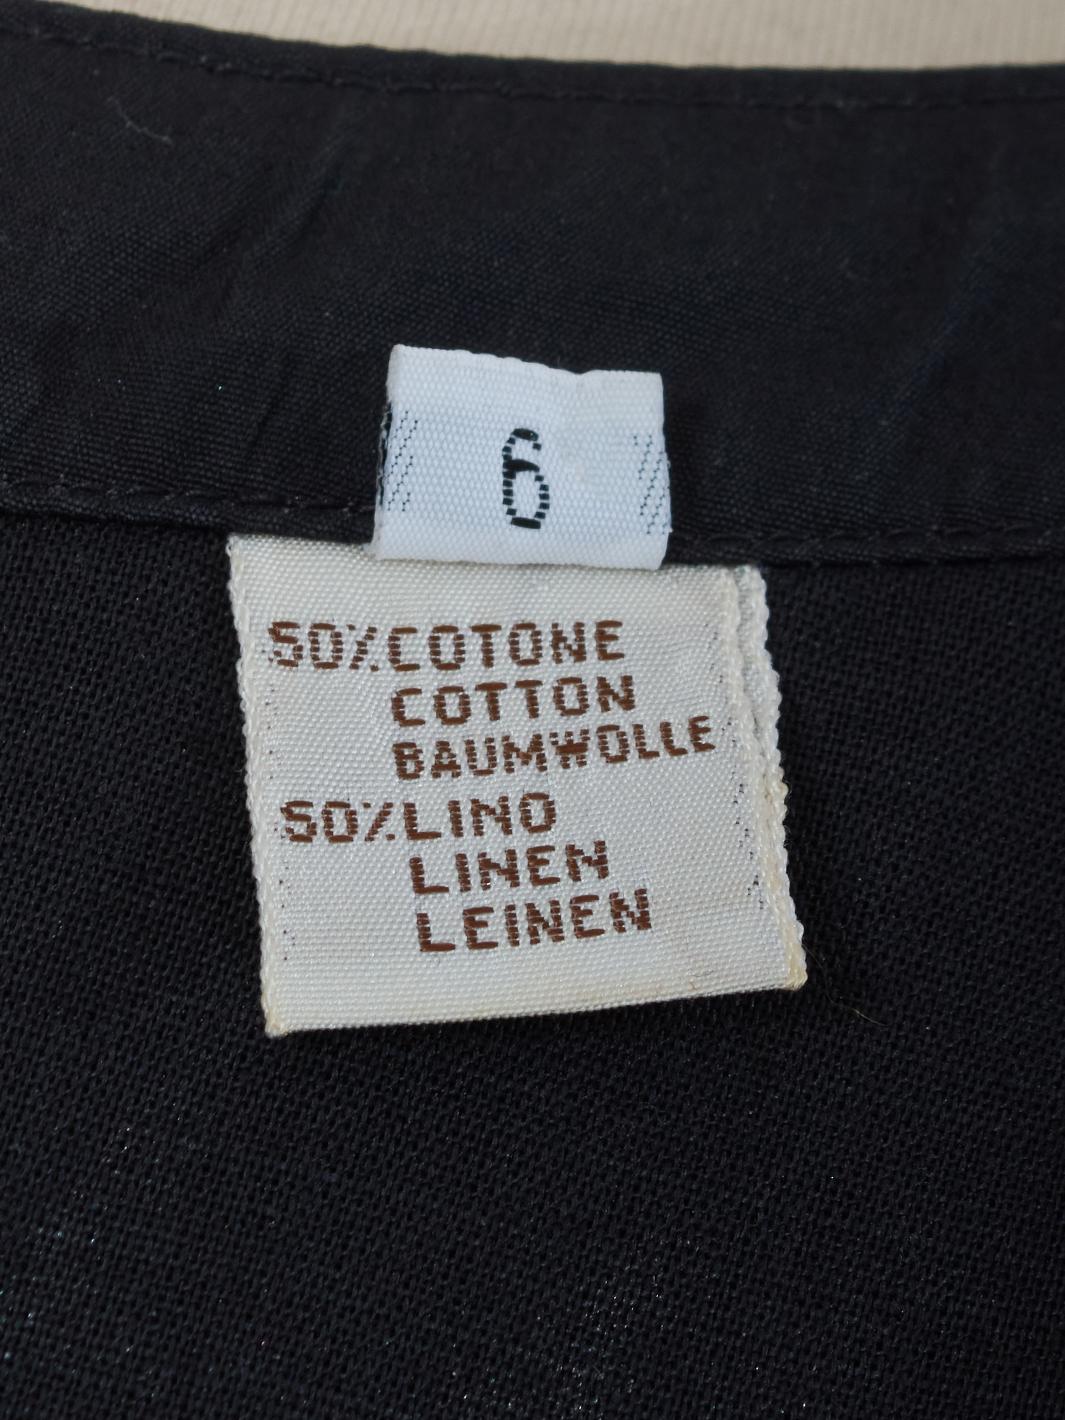 6
50%COTONE
COTTON
BAUMWOLLE
50%LINO
LINEN
LEINEN